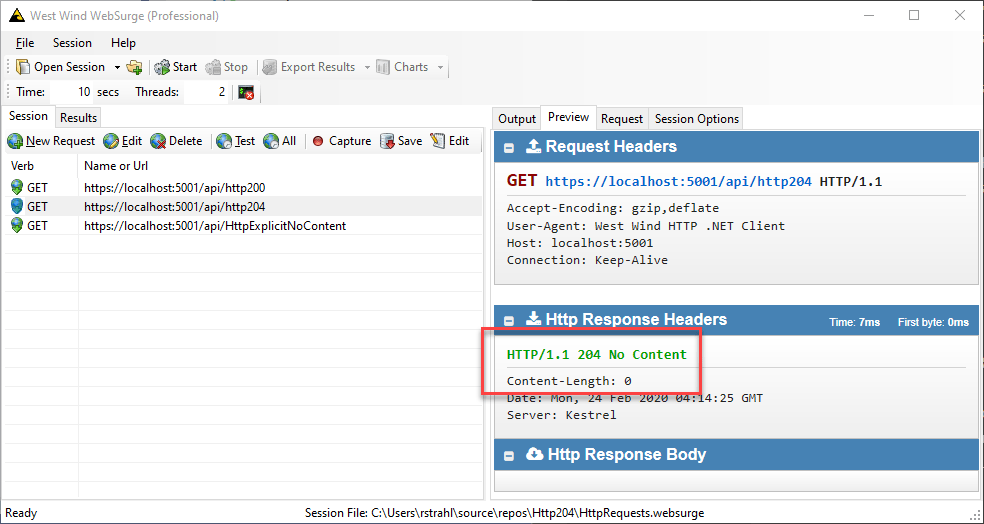 West Wind WebSurge (Professional)
File Session Help
Open Session Start Stop Export Results Charts
Time: 10 secs Threads: 2
Session Results
New Request Edit Delete Test All Capture Save Edit
Verb Name or Url
GET https://localhost:5001/api/http200
GET https://localhost:5001/api/http204
GET https://localhost:5001/api/HttpExplicitNoContent
Output Preview Request Session Options
Request Headers
GET https://localhost:5001/api/http204 HTTP/1.1
Accept-Encoding: gzip,deflate
User-Agent: West Wind HTTP .NET Client
Host: localhost:5001
Connection: Keep-Alive
Http Response Headers Time: 7ms First byte: 0ms
HTTP/1.1 204 No Content
Content-Length: 0
Date: Mon, 24 Feb 2020 04:14:25 GMT
Server: Kestrel
Http Response Body
Ready Session File: C:\Users\rstrahl\source\repos\Http204\HttpRequests.websurge